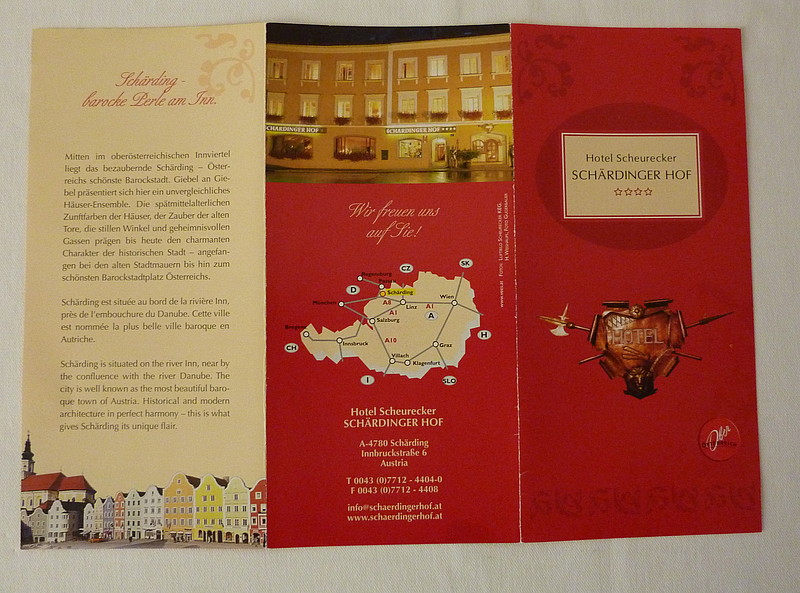 Schärding -
barocke Perle am Inn.
Mitten im oberösterreichischen Innviertel
liegt das bezaubernde Schärding – Öster-
reichs schönste Barockstadt. Giebel an Gie-
bel präsentiert sich hier ein unvergleichliches
Häuser-Ensemble. Die spätmittelalterlichen
Zunftfarben der Häuser, der Zauber der alten
Tore, die stillen Winkel und geheimnisvollen
Gassen prägen bis heute den charmanten
Charakter der historischen Stadt – angefan-
gen bei den alten Stadtmauern bis hin zum
schönsten Barockstadtplatz Österreichs.
Schärding est située au bord de la rivière Inn,
près de l'embouchure du Danube. Cette ville
est nommée la plus belle ville baroque en
Autriche.
Schärding is situated on the river Inn, near by
the confluence with the river Danube. The
city is well known as the most beautiful baro-
que town of Austria. Historical and modern
architecture in perfect harmony – this is what
gives Schärding its unique flair.
SCHÄRDINGER HOF
SCHÄRDINGER HOF
Wir freuen uns
auf Sie!
SK
CZ
Regensburg
Passau
D
Schärding
München
A8
Linz
A1
Wien
A1
A
Salzburg
Bregenz
H
CH
Innsbruck
A10
Graz
Villach
Klagenfurt
I
SLO
Hotel Scheurecker
SCHÄRDINGER HOF
A-4780 Schärding
Innbruckstraße 6
Austria
T 0043 (0)7712 - 4404-0
F 0043 (0)7712 - 4408
info@schaerdingerhof.at
www.schaerdingerhof.at
Hotel Scheurecker
SCHÄRDINGER HOF
HOTEL
Ober
ÖSTERREICH